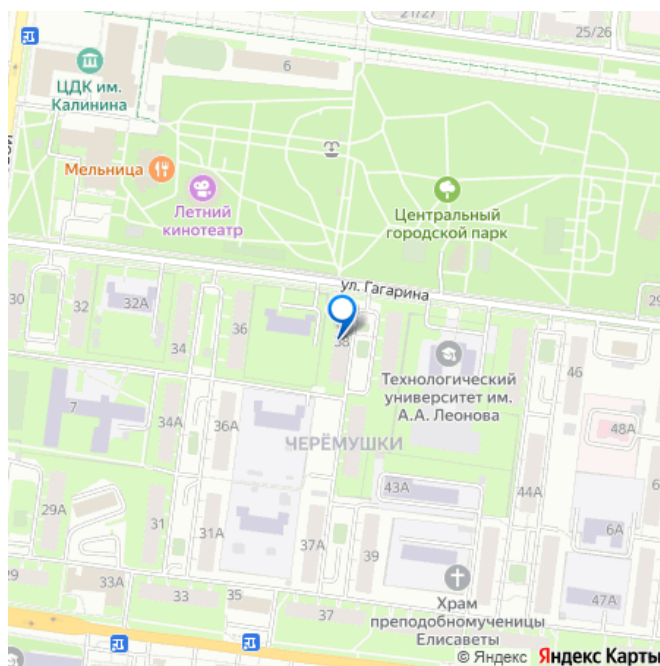 21/27
25/26
6
ЦДК им.
Калинина
Мельница
Летний
кинотеатр
Центральный
городской парк
ул. Гагарина
30
32
32А
34
36
38
29
Технологический
университет им.
А.А. Леонова
46
7
34А
36А
ЧЕРЁМУШКИ
48А
43А
44А
29А
31
31А
37А
39
6А
29
33А
33
35
37
Храм
преподобномученицы
Елисаветы
47А
© Яндекс Яндекс Карты